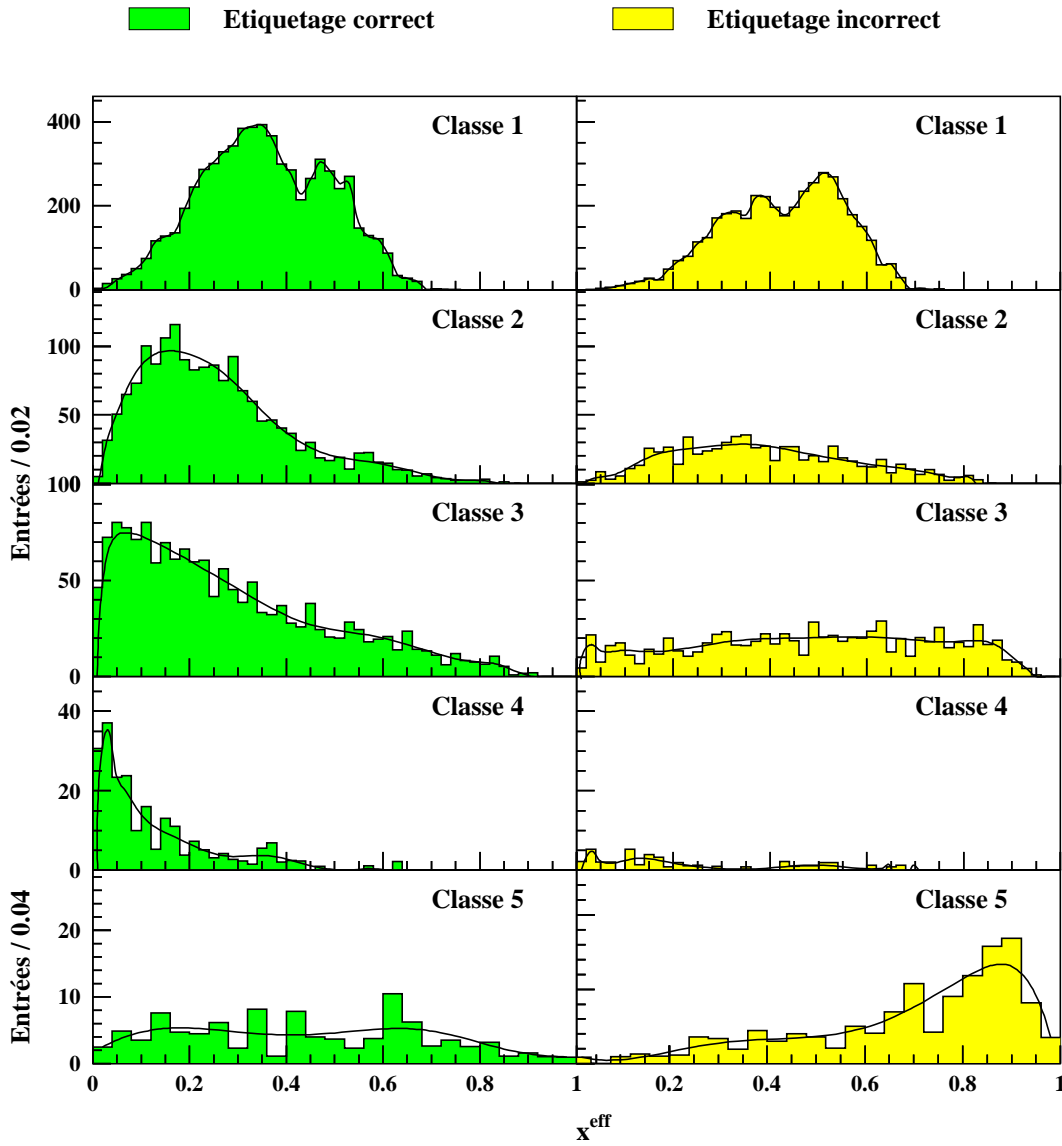 Etiquetage correct
Etiquetage incorrect
Classe 1
Classe 1
400
200
0
Classe 2
Classe 2
100
50
0
Entrées / 0.02
Classe 3
Classe 3
100
50
0
Classe 4
Classe 4
40
20
0
Classe 5
Classe 5
20
10
0
Entrées / 0.04
0 0.2 0.4 0.6 0.8 1 0.2 0.4 0.6 0.8 1
x^eff